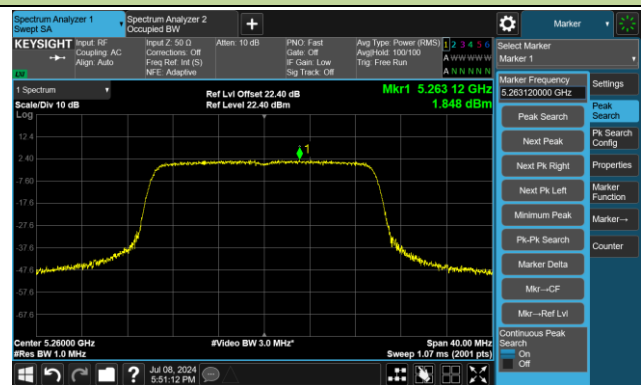 Spectrum Analyzer 1
Swept SA
Spectrum Analyzer 2
Occupied BW
Marker
KEYSIGHT
Input: RF
Coupling: AC
Align: Auto
Input Z: 50 Ω
Corrections: Off
Freq Ref: Int (S)
NFE: Adaptive
Atten: 10 dB
PNO: Fast
Gate: Off
IF Gain: Low
Sig Track: Off
Avg Type: Power (RMS)
Avg|Hold: 100/100
Trig: Free Run
1 2 3 4 5 6
A W W W W W
A N N N N N
LXI
Select Marker
Marker 1
1 Spectrum
Scale/Div 10 dB
Log
Ref Lvl Offset 22.40 dB
Ref Level 22.40 dBm
Mkr1 5.263 12 GHz
1.848 dBm
12.4
2.40
-7.60
-17.6
-27.6
-37.6
-47.6
-57.6
-67.6
1
Center 5.26000 GHz
#Res BW 1.0 MHz
#Video BW 3.0 MHz*
Span 40.00 MHz
Sweep 1.07 ms (2001 pts)
Marker Frequency
5.263120000 GHz
Peak Search
Next Peak
Next Pk Right
Next Pk Left
Minimum Peak
Pk-Pk Search
Marker Delta
Mkr→CF
Mkr→Ref Lvl
Continuous Peak
Search
On
Off
Settings
Peak
Search
Pk Search
Config
Properties
Marker
Function
Marker→
Counter
Jul 08, 2024
5:51:12 PM